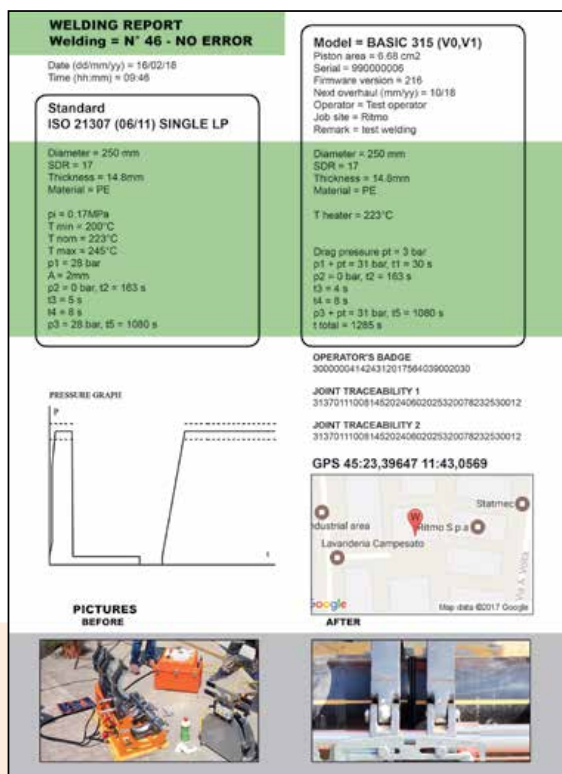 WELDING REPORT
Welding = N° 46 - NO ERROR
Date (dd/mm/yy) = 16/02/18
Time (hh:mm) = 09:46
Standard
ISO 21307 (06/11) SINGLE LP
Diameter = 250 mm
SDR = 17
Thickness = 14.8mm
Material = PE
pi = 0.17MPa
T min = 200°C
T nom = 223°C
T max = 245°C
p1 = 28 bar
A = 2mm
p2 = 0 bar, t2 = 163 s
t3 = 5 s
t4 = 8 s
p3 = 28 bar, t5 = 1080 s
Model = BASIC 315 (V0,V1)
Piston area = 6.68 cm2
Serial = 990000006
Firmware version = 216
Next overhaul (mm/yy) = 10/18
Operator = Test operator
Job site = Ritmo
Remark = test welding
Diameter = 250 mm
SDR = 17
Thickness = 14.8mm
Material = PE
T heater = 223°C
Drag pressure pt = 3 bar
p1 + pt = 31 bar, t1 = 30 s
p2 = 0 bar, t2 = 163 s
t3 = 4 s
t4 = 8 s
p3 + pt = 31 bar, t5 = 1080 s
t total = 1285 s
OPERATOR'S BADGE
300000041424312017564039002030
JOINT TRACEABILITY 1
3137011100814520240602025320078232530012
JOINT TRACEABILITY 2
3137011100814520240602025320078232530012
PRESSURE GRAPH
P
t
GPS 45:23,39647 11:43,0569
Statmec
ndustrial area
W
Ritmo S.p.a
Lavanderia Campesato
Via A. Volta
Google
Map data ©2017 Google
PICTURES
BEFORE
AFTER